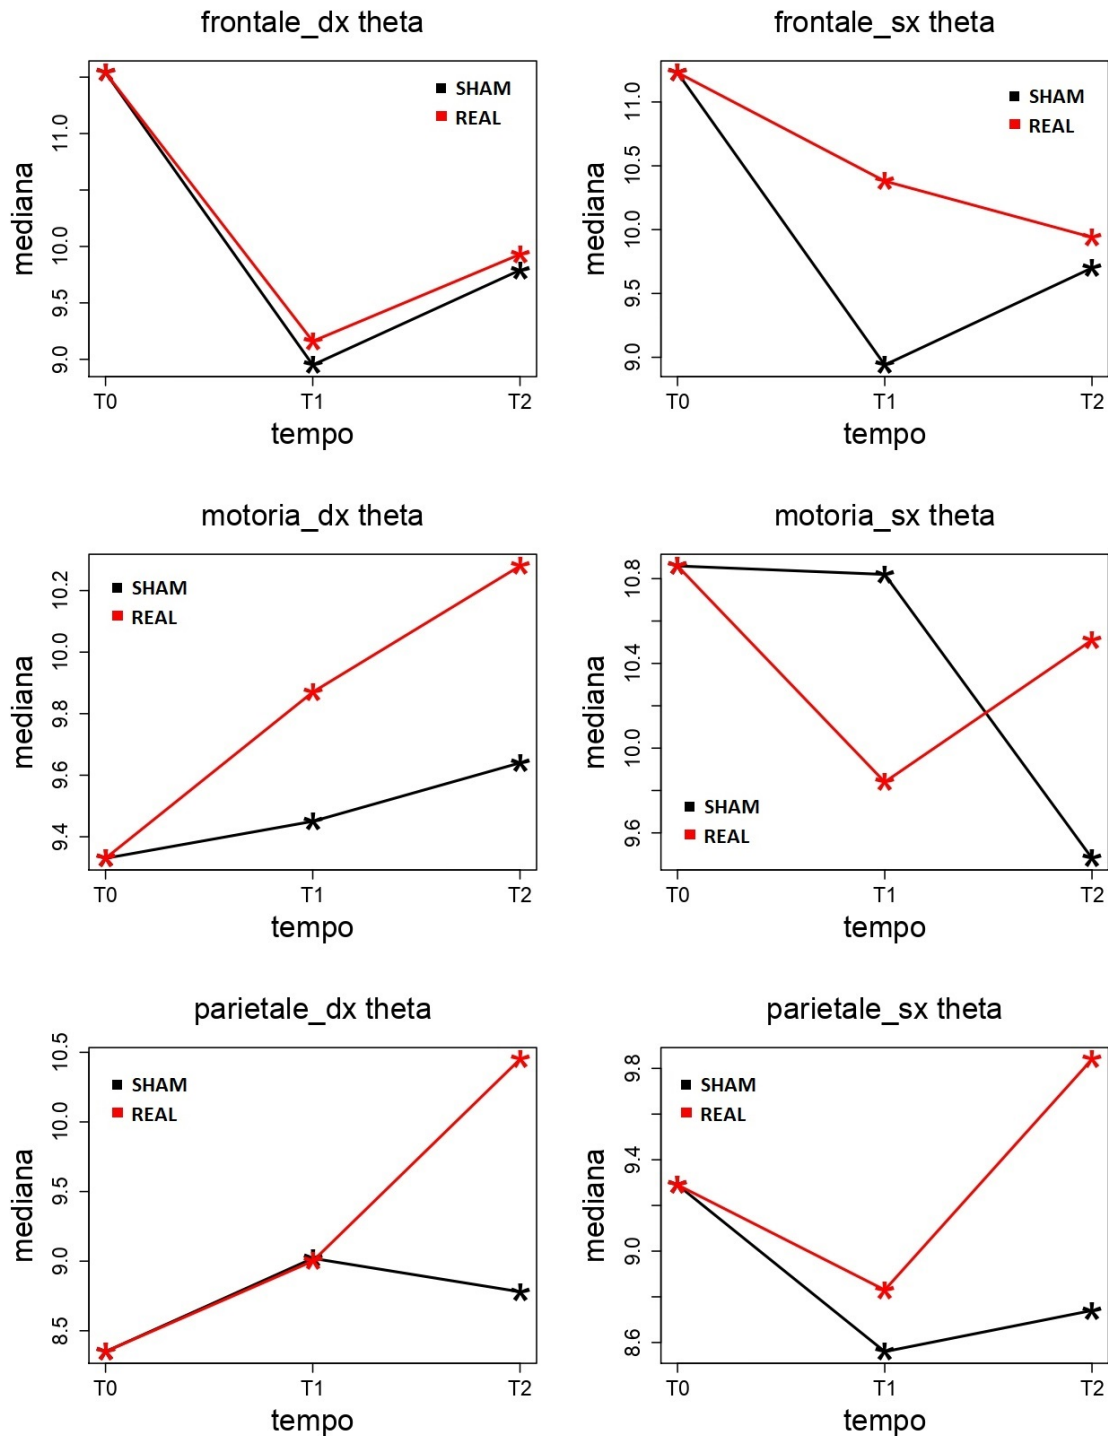 frontale_dx theta
mediana
11.0
10.0
9.5
9.0
SHAM
REAL
T0 T1 T2
tempo
frontale_sx theta
mediana
11.0
10.5
10.0
9.5
9.0
SHAM
REAL
T0 T1 T2
tempo
motoria_dx theta
mediana
10.2
10.0
9.8
9.6
9.4
SHAM
REAL
T0 T1 T2
tempo
motoria_sx theta
mediana
10.8
10.4
10.0
9.6
SHAM
REAL
T0 T1 T2
tempo
parietale_dx theta
mediana
10.5
10.0
9.5
9.0
8.5
SHAM
REAL
T0 T1 T2
tempo
parietale_sx theta
mediana
9.8
9.4
9.0
8.6
SHAM
REAL
T0 T1 T2
tempo